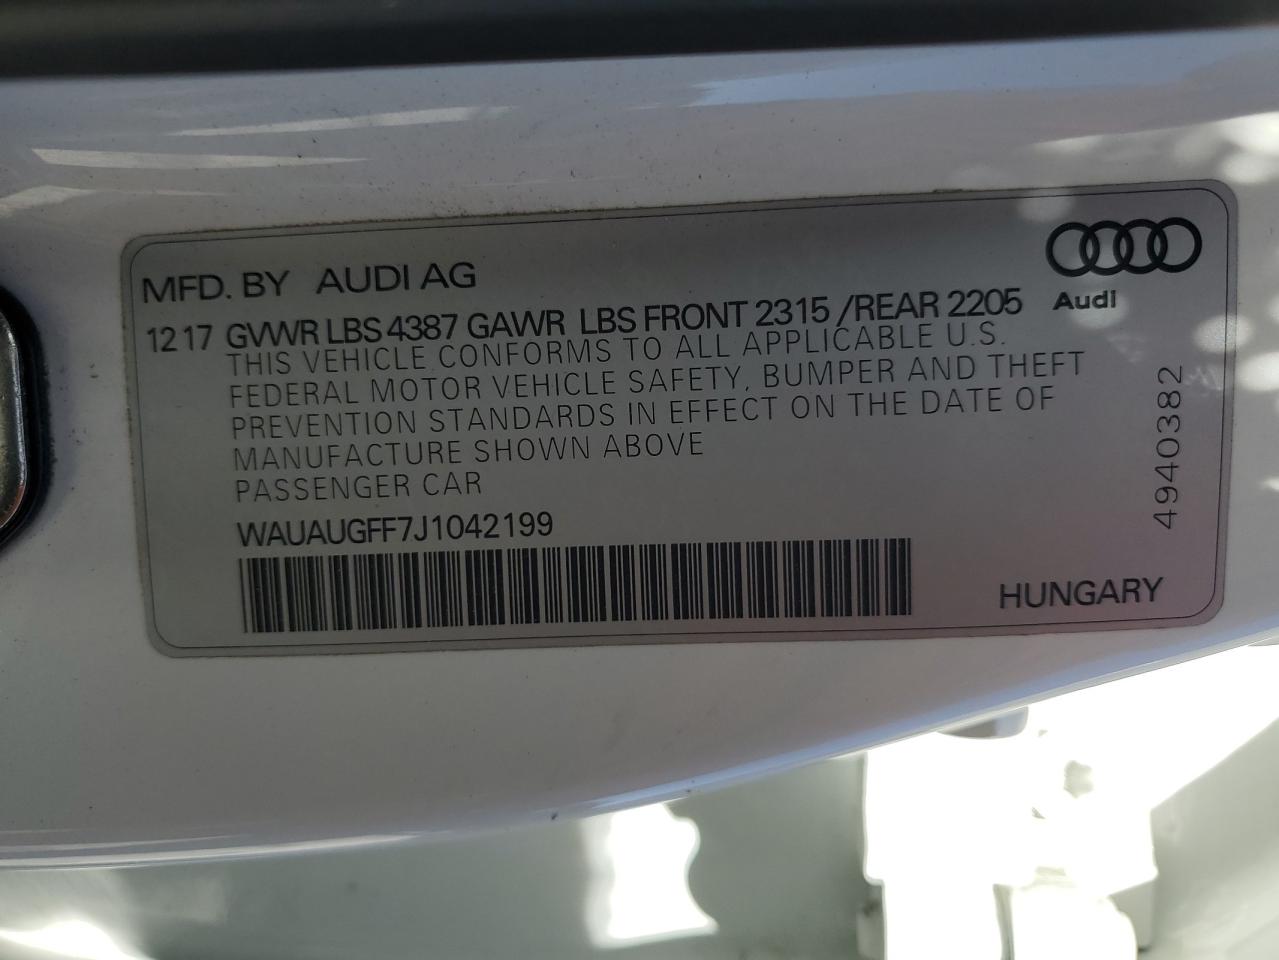 MFD. BY AUDI AG
Audi
12 17 GVWR LBS 4387 GAWR LBS FRONT 2315 /REAR 2205
THIS VEHICLE CONFORMS TO ALL APPLICABLE U.S.
FEDERAL MOTOR VEHICLE SAFETY, BUMPER AND THEFT
PREVENTION STANDARDS IN EFFECT ON THE DATE OF
MANUFACTURE SHOWN ABOVE
PASSENGER CAR
WAUAUGFF7J1042199
HUNGARY
4940382